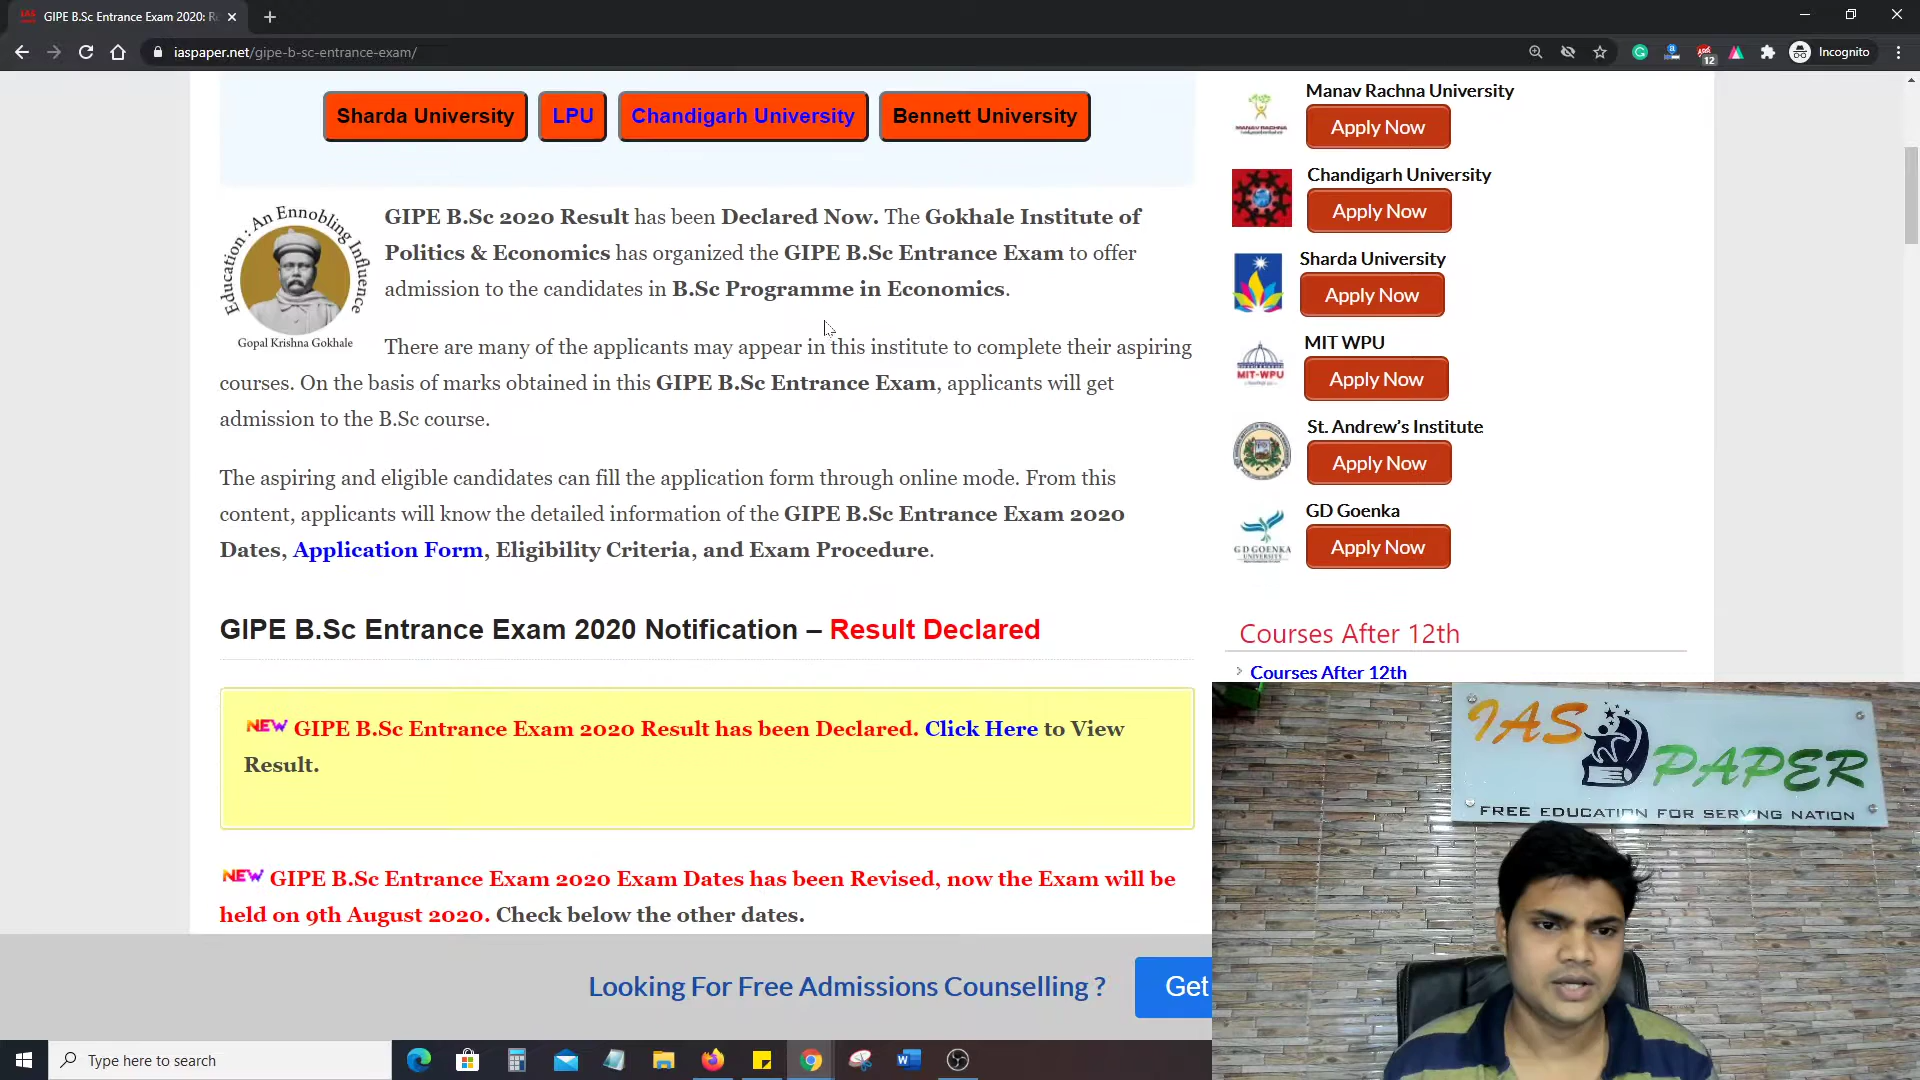 GIPE B.Sc Entrance Exam 2020: Re
iaspaper.net/gipe-b-sc-entrance-exam/
12
Incognito
Sharda University
LPU
Chandigarh University
Bennett University
Education : An Ennobling Influence
Gopal Krishna Gokhale
GIPE B.Sc 2020 Result has been Declared Now. The Gokhale Institute of
Politics & Economics has organized the GIPE B.Sc Entrance Exam to offer
admission to the candidates in B.Sc Programme in Economics.
There are many of the applicants may appear in this institute to complete their aspiring
courses. On the basis of marks obtained in this GIPE B.Sc Entrance Exam, applicants will get
admission to the B.Sc course.
The aspiring and eligible candidates can fill the application form through online mode. From this
content, applicants will know the detailed information of the GIPE B.Sc Entrance Exam 2020
Dates, Application Form, Eligibility Criteria, and Exam Procedure.
GIPE B.Sc Entrance Exam 2020 Notification – Result Declared
NEW GIPE B.Sc Entrance Exam 2020 Result has been Declared. Click Here to View
Result.
NEW GIPE B.Sc Entrance Exam 2020 Exam Dates has been Revised, now the Exam will be
held on 9th August 2020. Check below the other dates.
Manav Rachna University
Apply Now
Chandigarh University
Apply Now
Sharda University
Apply Now
MIT WPU
MIT-WPU
Apply Now
St. Andrew’s Institute
Apply Now
GD Goenka
G D GOENKA
Apply Now
Courses After 12th
Courses After 12th
IAS PAPER
FREE EDUCATION FOR SERVING NATION
Looking For Free Admissions Counselling ?
Get
Type here to search